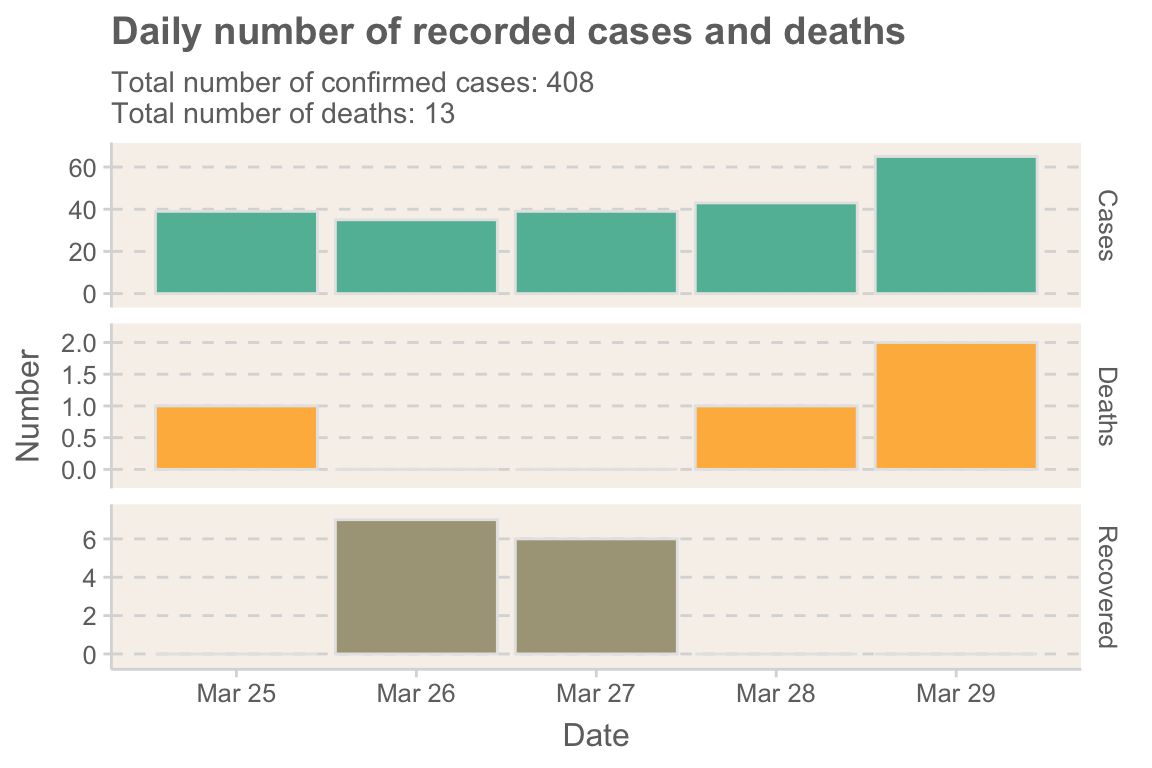 Daily number of recorded cases and deaths
Total number of confirmed cases: 408
Total number of deaths: 13
60
40
20
0
Cases
2.0
1.5
1.0
0.5
0.0
Deaths
Number
6
4
2
0
Recovered
Mar 25 Mar 26 Mar 27 Mar 28 Mar 29
Date